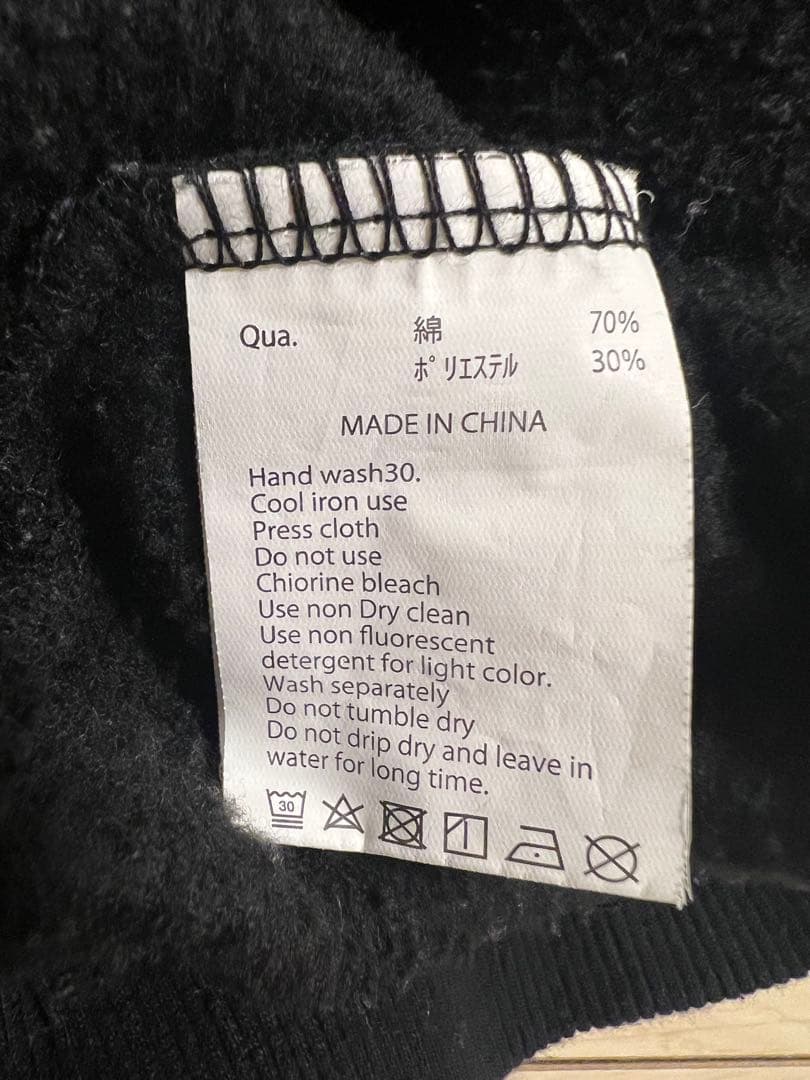 Qua. 綿 70%
ポリエステル 30%
MADE IN CHINA
Hand wash30.
Cool iron use
Press cloth
Do not use
Chiorine bleach
Use non Dry clean
Use non fluorescent
detergent for light color.
Wash separately
Do not tumble dry
Do not drip dry and leave in
water for long time.
30